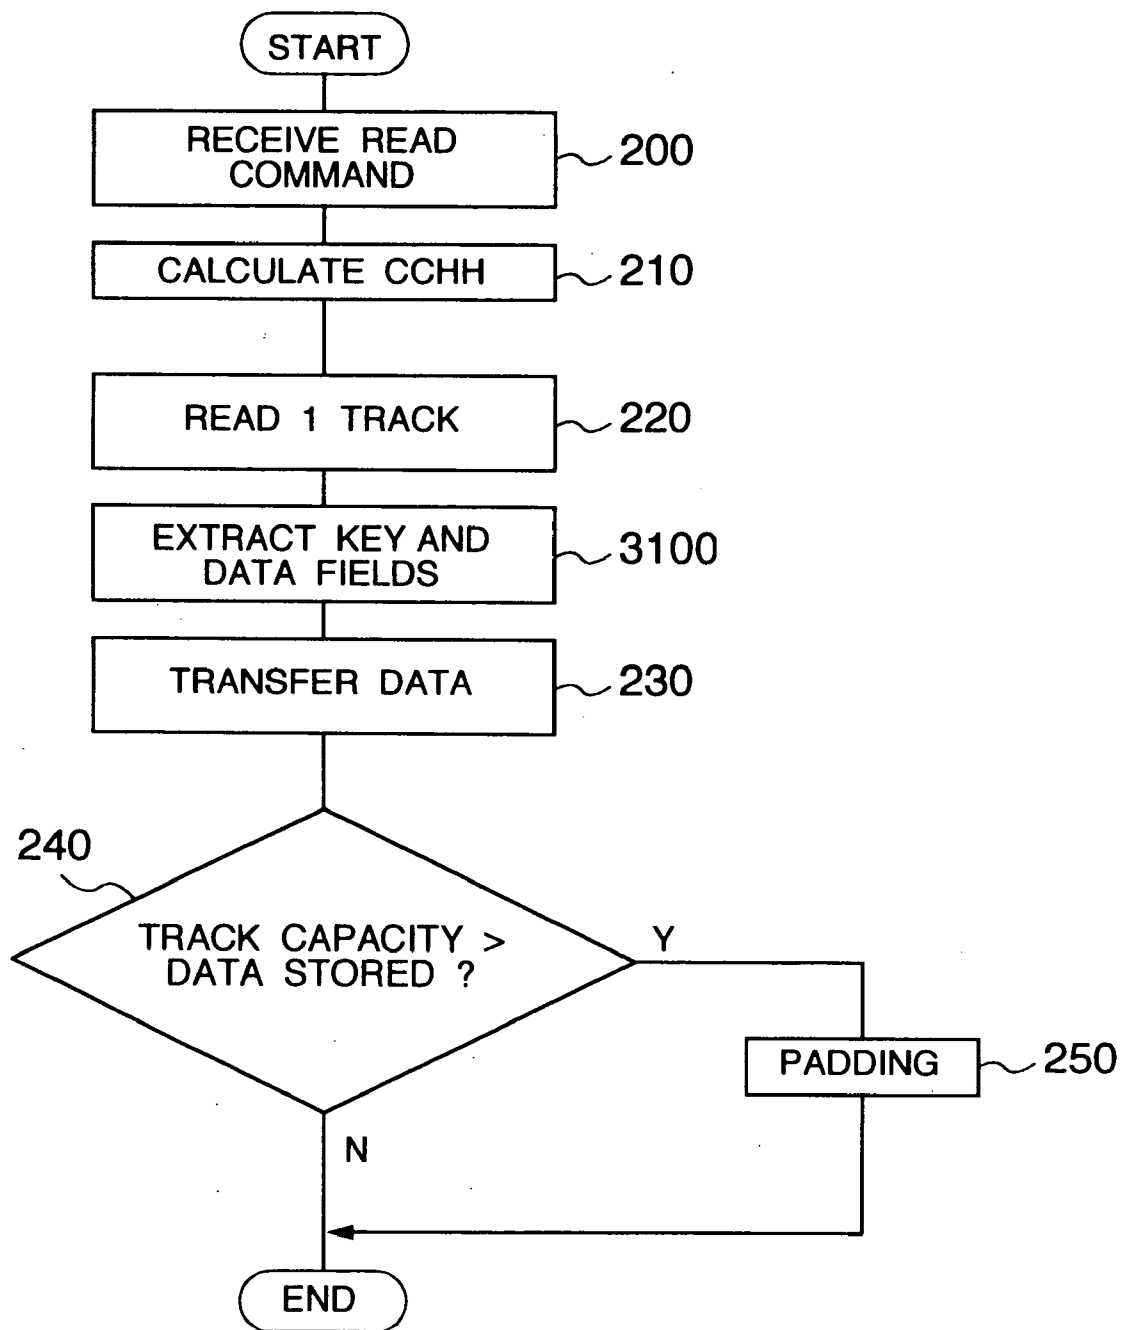 START
RECEIVE READ
COMMAND
200
CALCULATE CCHH
210
READ 1 TRACK
220
EXTRACT KEY AND
DATA FIELDS
3100
TRANSFER DATA
230
240
TRACK CAPACITY >
DATA STORED ?
Y
PADDING
250
N
END